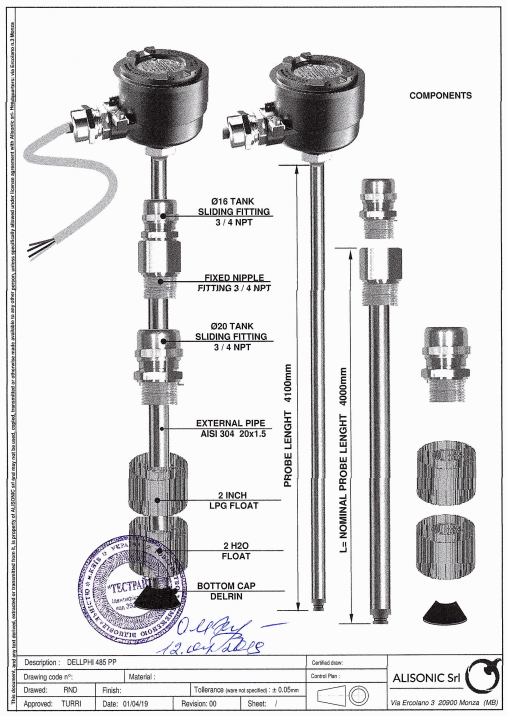 This document, and any text derived, extracted or transmitted from it, is property of ALISONIC srl and may not be used, copied, transmitted or otherwise made available to any other person, unless specifically allowed under license agreement with Alisonic srl- Headquarters: via Ercolano n.3 Monza
COMPONENTS
Ø16 TANK
SLIDING FITTING
3 / 4 NPT
FIXED NIPPLE
FITTING 3 / 4 NPT
Ø20 TANK
SLIDING FITTING
3 / 4 NPT
EXTERNAL PIPE
AISI 304 20x1.5
2 INCH
LPG FLOAT
2 H2O
FLOAT
BOTTOM CAP
DELRIN
PROBE LENGHT 4100mm
L= NOMINAL PROBE LENGHT 4000mm
"ТЕСТРАЙ
Description : DELLPHI 485 PP
Certified draw:
Drawing code n°:
Material :
Control Plan :
Drawed: RND
Finish:
Tollerance (ware not specified) : ± 0.05mm
Approved: TURRI
Date: 01/04/19
Revision: 00
Sheet: /
ALISONIC Srl
Via Ercolano 3 20900 Monza (MB)